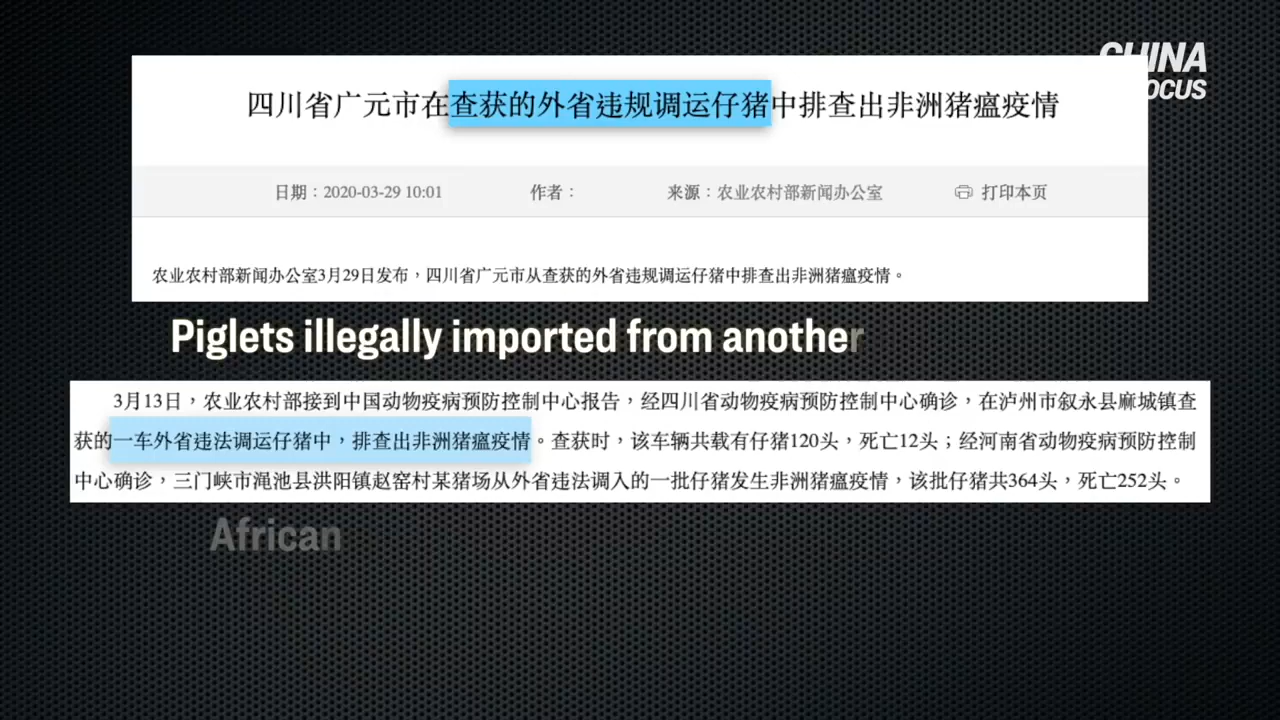 CHINA
OCUS
四川省广元市在查获的外省违规调运仔猪中排查出非洲猪瘟疫情
日期：2020-03-29 10:01 作者： 来源：农业农村部新闻办公室 打印本页
农业农村部新闻办公室3月29日发布，四川省广元市从查获的外省违规调运仔猪中排查出非洲猪瘟疫情。
Piglets illegally imported from another
3月13日，农业农村部接到中国动物疫病预防控制中心报告，经四川省动物疫病预防控制中心确诊，在泸州市叙永县麻城镇查
获的一车外省违法调运仔猪中，排查出非洲猪瘟疫情。查获时，该车辆共载有仔猪120头，死亡12头；经河南省动物疫病预防控制
中心确诊，三门峡市渑池县洪阳镇赵窑村某猪场从外省违法调入的一批仔猪发生非洲猪瘟疫情，该批仔猪共364头，死亡252头。
African